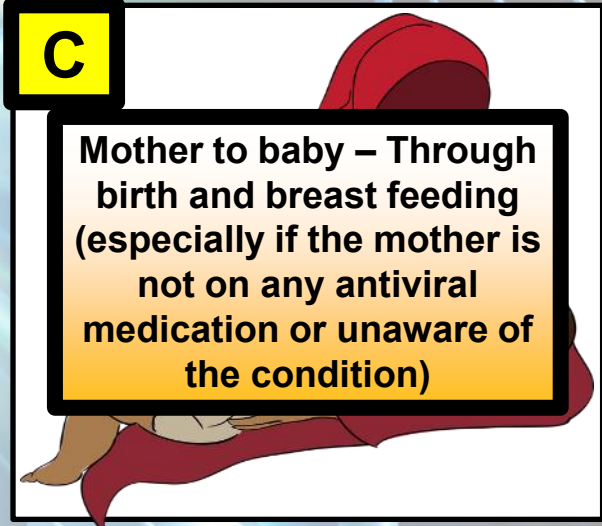 C
Mother to baby – Through
birth and breast feeding
(especially if the mother is
not on any antiviral
medication or unaware of
the condition)